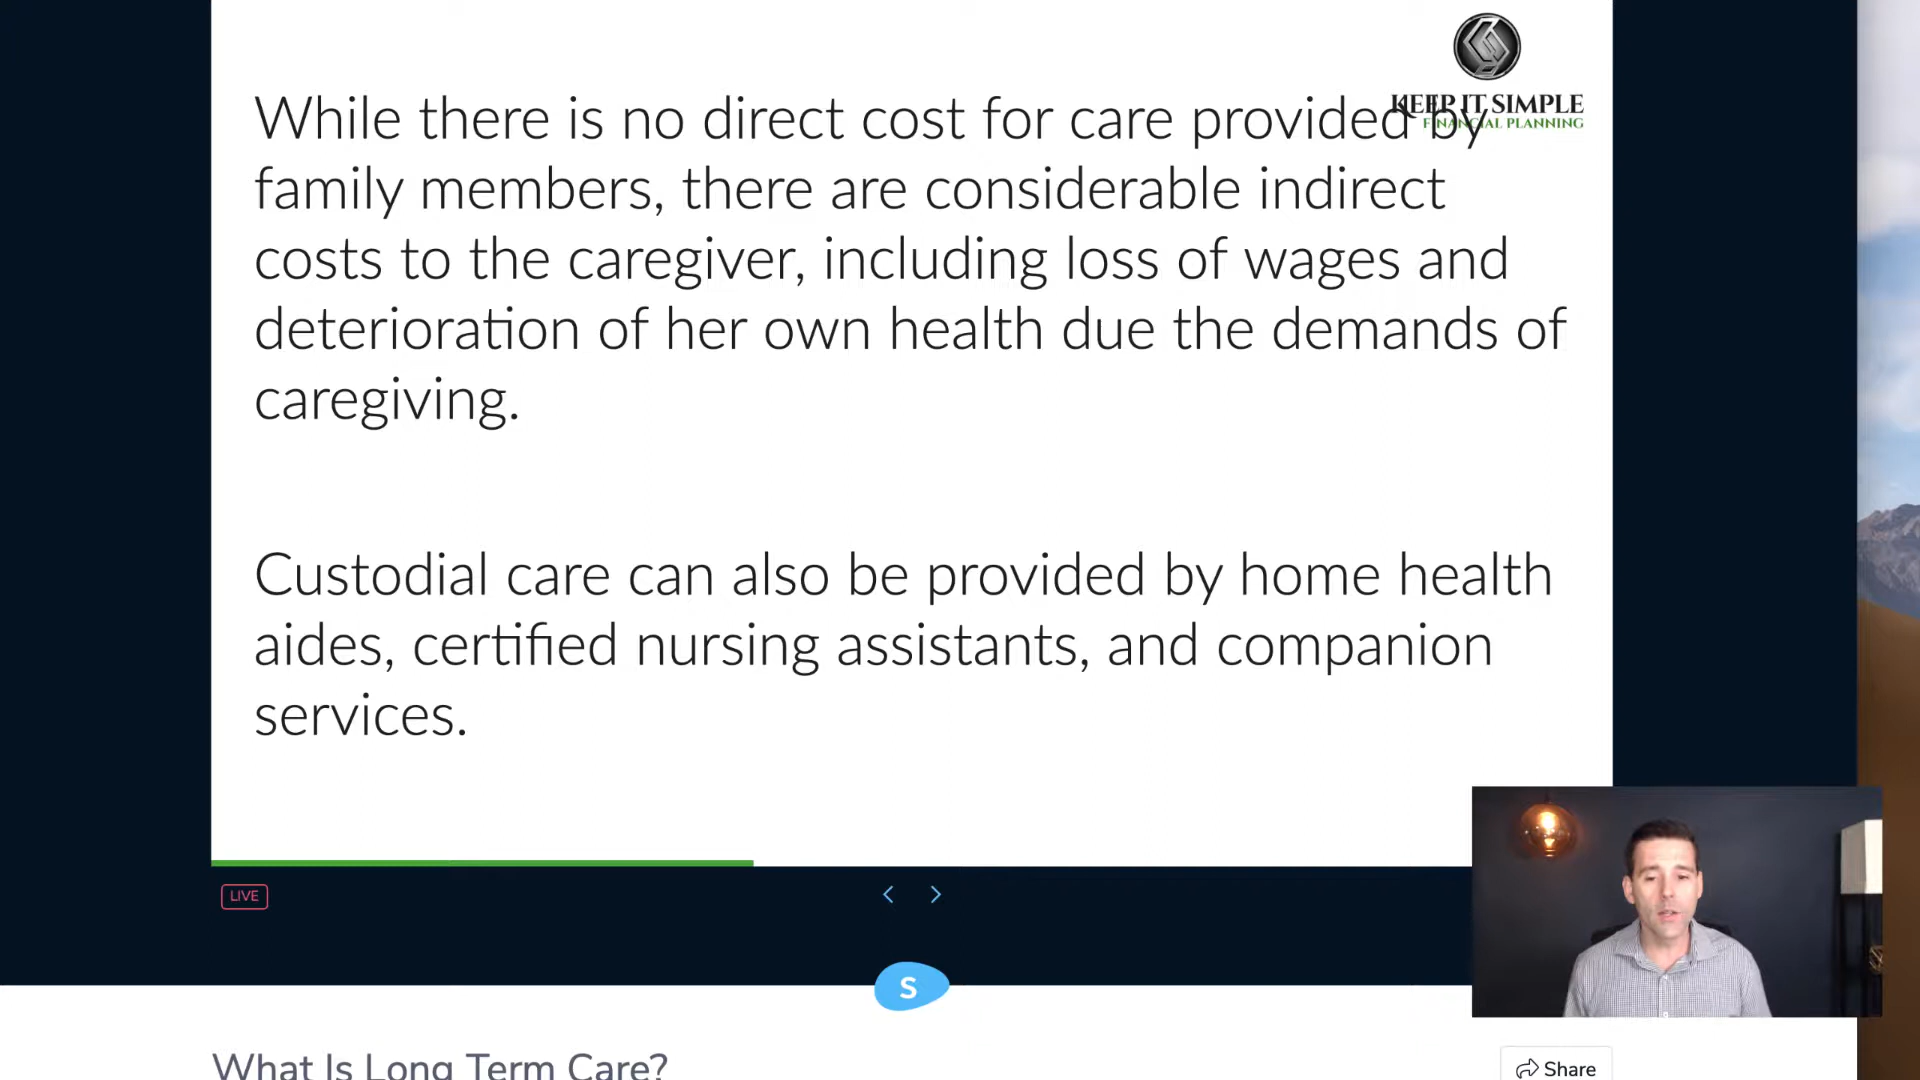 KEEP IT SIMPLE
FINANCIAL PLANNING
While there is no direct cost for care provided by
family members, there are considerable indirect
costs to the caregiver, including loss of wages and
deterioration of her own health due the demands of
caregiving.
Custodial care can also be provided by home health
aides, certified nursing assistants, and companion
services.
LIVE
S
What Is Long Term Care?
Share